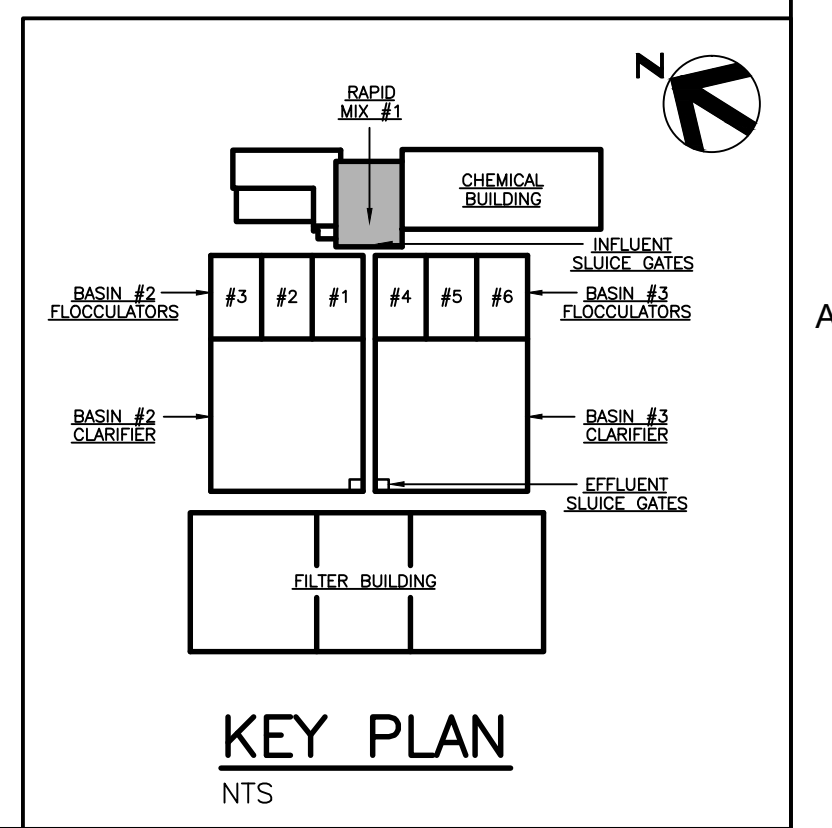 N
RAPID
MIX #1
CHEMICAL
BUILDING
INFLUENT
SLUICE GATES
BASIN #2
FLOCCULATORS
#3
#2
#1
#4
#5
#6
BASIN #3
FLOCCULATORS
A
BASIN #2
CLARIFIER
BASIN #3
CLARIFIER
EFFLUENT
SLUICE GATES
FILTER BUILDING
KEY PLAN
NTS